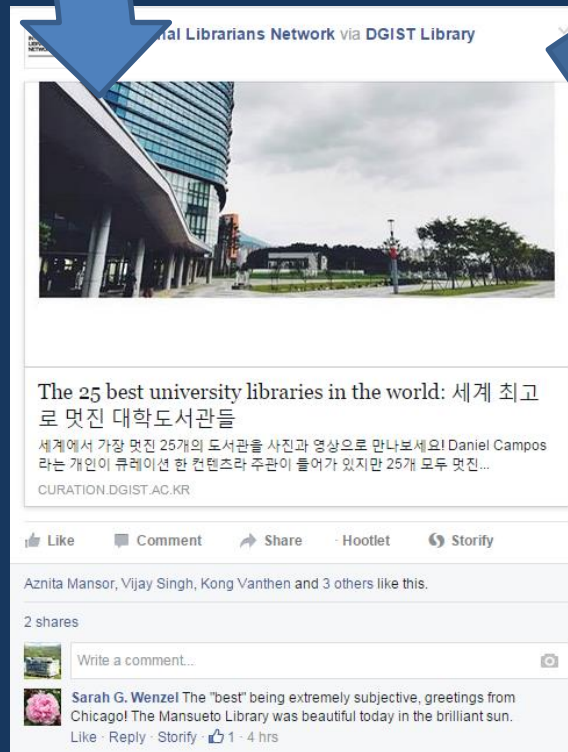 Librarians Network via DGIST Library
The 25 best university libraries in the world: 세계 최고
로 멋진 대학도서관들
세계에서 가장 멋진 25개의 도서관을 사진과 영상으로 만나보세요! Daniel Campos
라는 개인이 큐레이션 한 컨텐츠라 주관이 들어가 있지만 25개 모두 멋진...
CURATION.DGIST.AC.KR
Like Comment Share · Hootlet Storify
Aznita Mansor, Vijay Singh, Kong Vanthen and 3 others like this.
2 shares
Write a comment...
Sarah G. Wenzel The "best" being extremely subjective, greetings from
Chicago! The Mansueto Library was beautiful today in the brilliant sun.
Like · Reply · Storify · 1 · 4 hrs